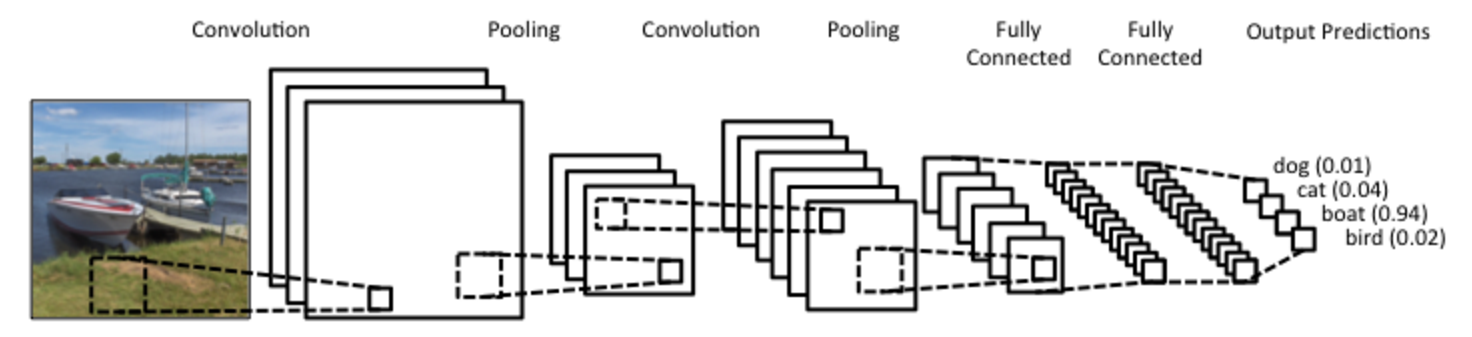 Convolution
Pooling
Convolution
Pooling
Fully
Connected
Fully
Connected
Output Predictions
dog (0.01)
cat (0.04)
boat (0.94)
bird (0.02)